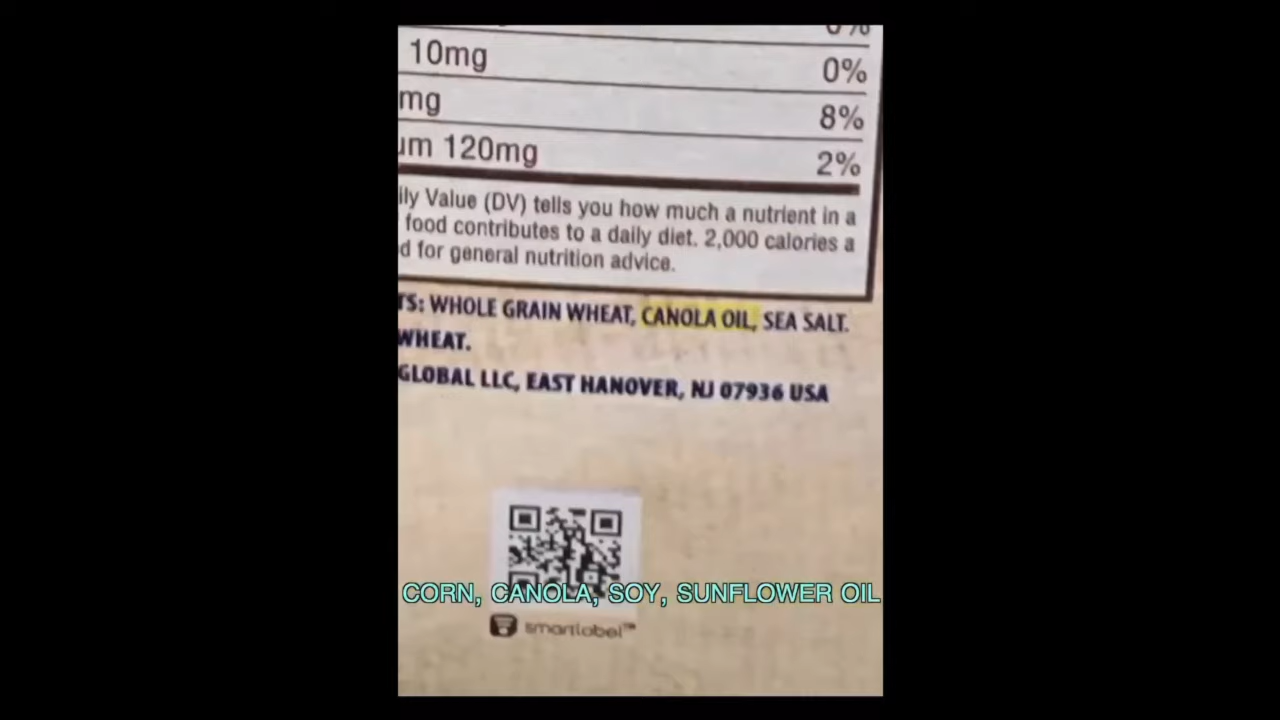 10mg 0%
mg 8%
um 120mg 2%
ily Value (DV) tells you how much a nutrient in a
food contributes to a daily diet. 2,000 calories a
d for general nutrition advice.
TS: WHOLE GRAIN WHEAT, CANOLA OIL, SEA SALT.
WHEAT.
GLOBAL LLC, EAST HANOVER, NJ 07936 USA
CORN, CANOLA, SOY, SUNFLOWER OIL
smartlabel™